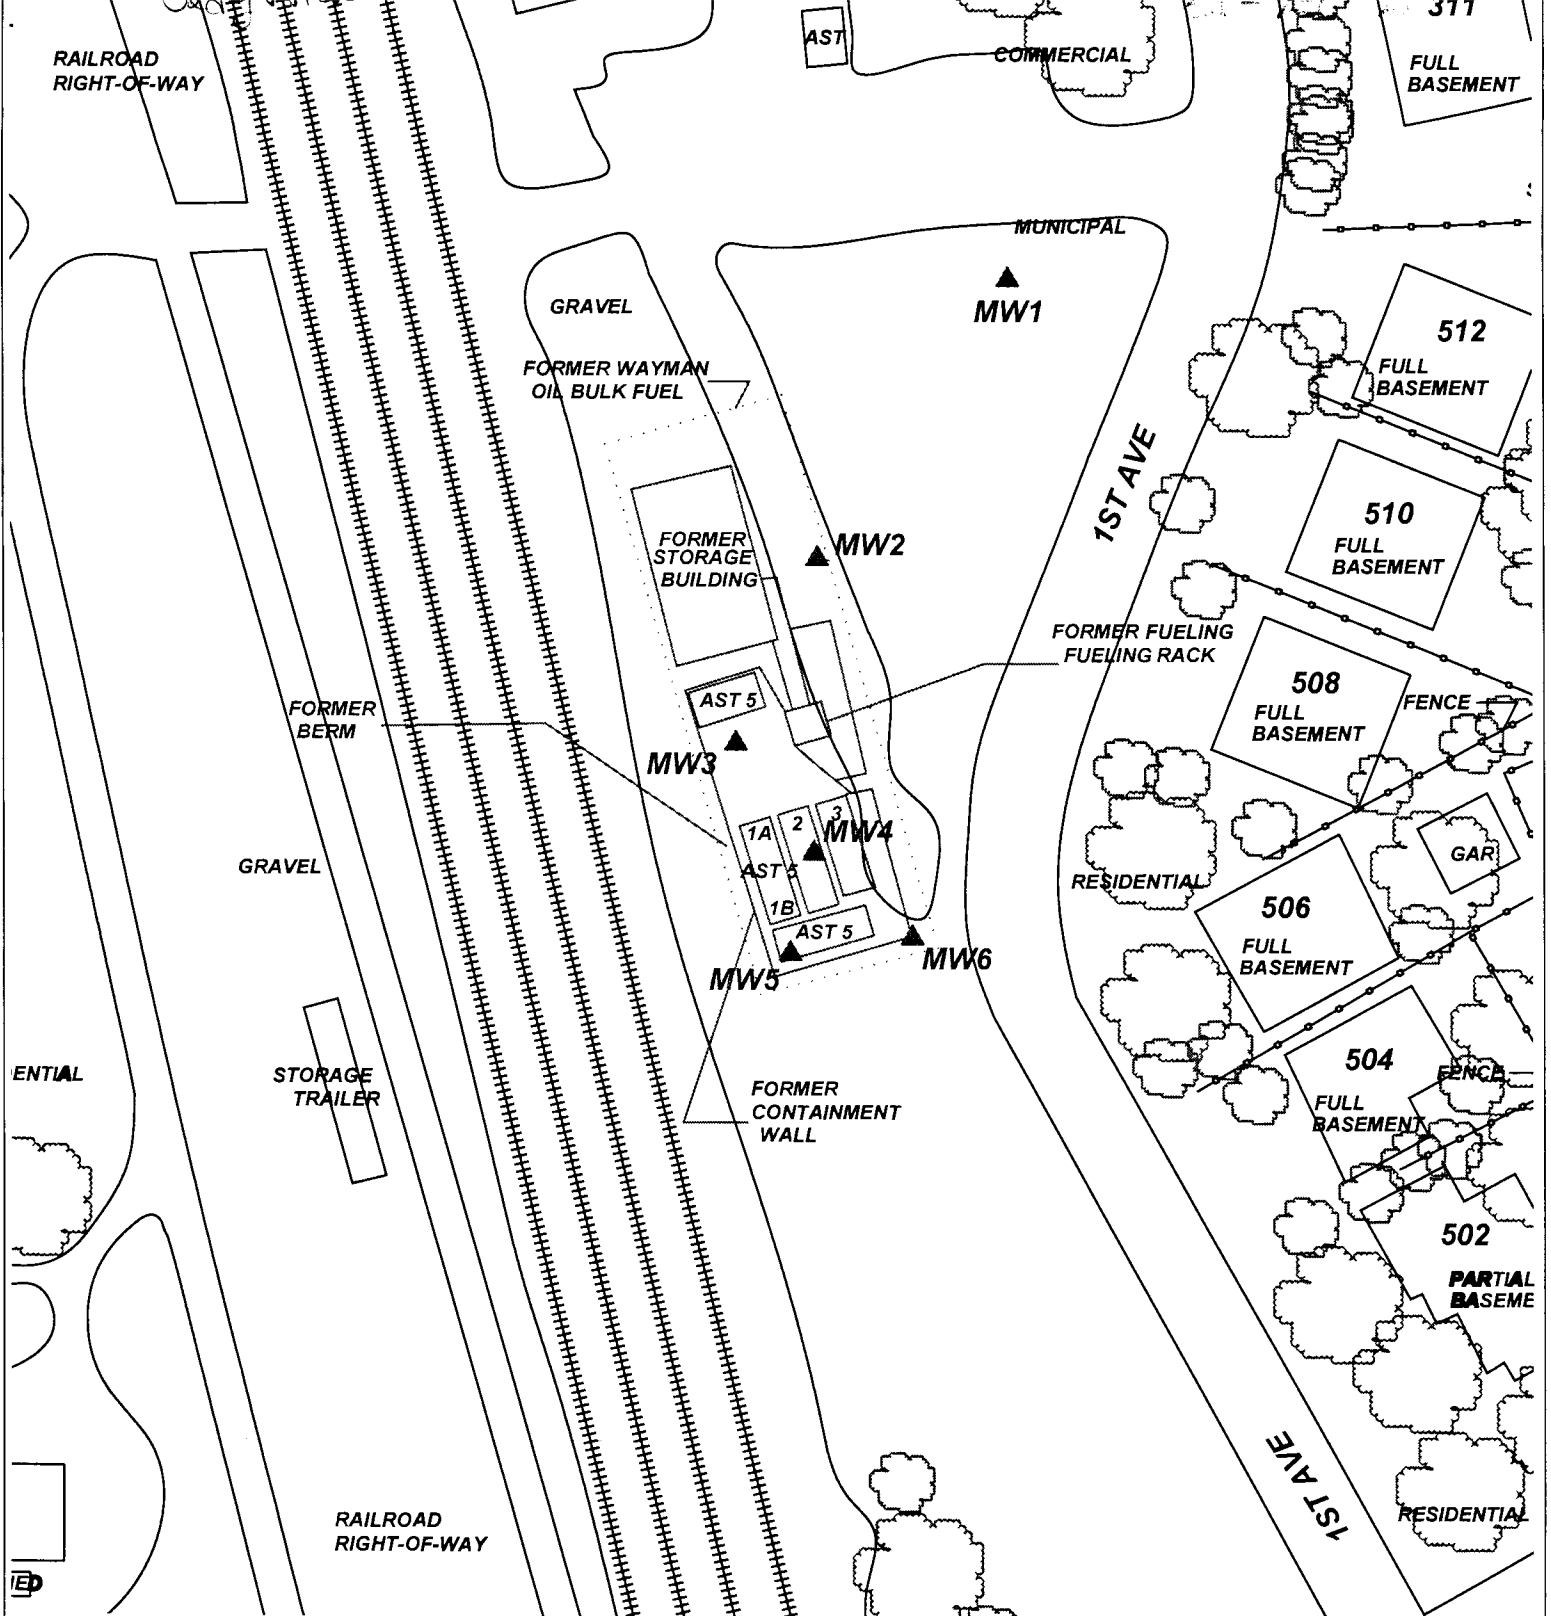 311
FULL
BASEMENT
RAILROAD
RIGHT-OF-WAY
AST
COMMERCIAL
MUNICIPAL
MW1
GRAVEL
512
FULL
BASEMENT
FORMER WAYMAN
OIL BULK FUEL
1ST AVE
510
FULL
BASEMENT
FORMER
STORAGE
BUILDING
MW2
FORMER FUELING
FUELING RACK
508
FULL
BASEMENT
FENCE
AST 5
FORMER
BERM
MW3
1A
2
3
MW4
AST 5
1B
AST 5
MW5
MW6
GRAVEL
RESIDENTIAL
GAR
506
FULL
BASEMENT
504
FULL
BASEMENT
FENCE
ENTIAL
STORAGE
TRAILER
FORMER
CONTAINMENT
WALL
502
PARTIAL
BASEME
1ST AVE
RESIDENTIAL
RAILROAD
RIGHT-OF-WAY
ED